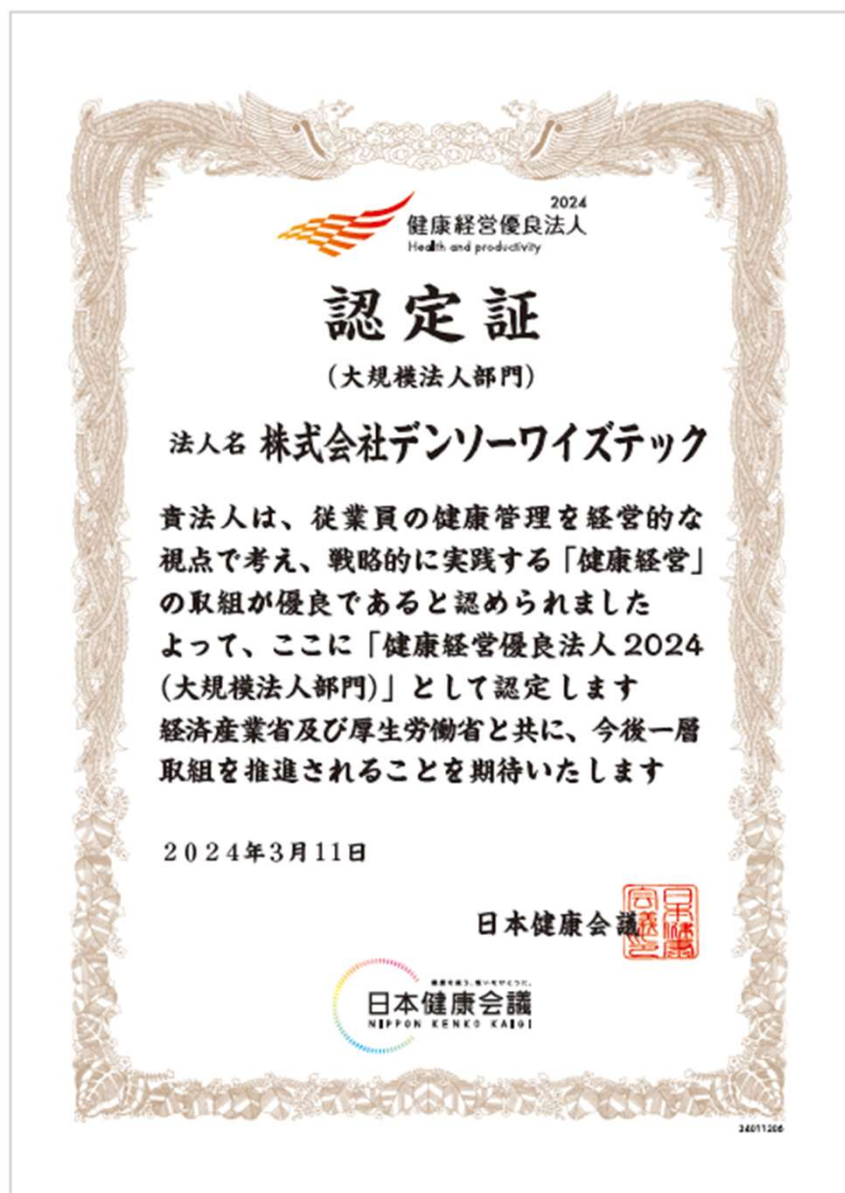 2024
健康経営優良法人
Health and productivity
認定証
(大規模法人部門)
法人名 株式会社デンソーワイズテック
貴法人は、従業員の健康管理を経営的な
視点で考え、戦略的に実践する「健康経営」
の取組が優良であると認められました
よって、ここに「健康経営優良法人2024
(大規模法人部門)」として認定します
経済産業省及び厚生労働省と共に、今後一層
取組を推進されることを期待いたします
2024年3月11日
日本健康会議
日本健康会議
NIPPON KENKO KAIGI